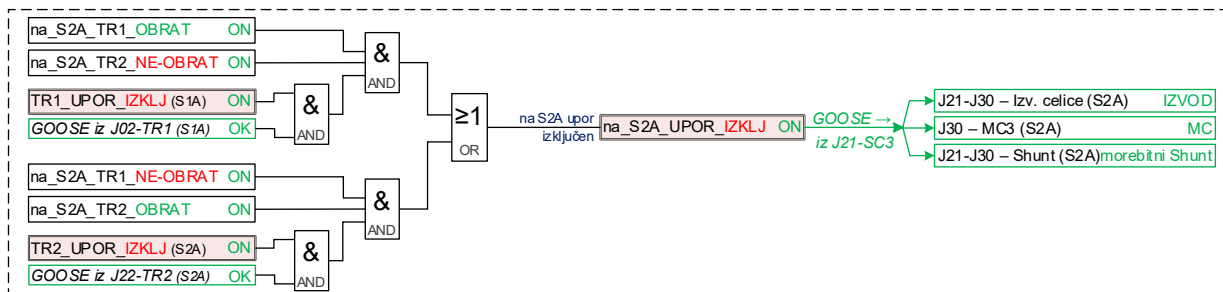 na_S2A_TR1_OBRAT ON
na_S2A_TR2_NE-OBRAT ON
TR1_UPOR_IZKLJ (S1A) ON
GOOSE iz J02-TR1 (S1A) OK
&
AND
&
AND
na_S2A_TR1_NE-OBRAT ON
na_S2A_TR2_OBRAT ON
TR2_UPOR_IZKLJ (S2A) ON
GOOSE iz J22-TR2 (S2A) OK
&
AND
&
AND
≥1
OR
na S2A upor
izključen
na_S2A_UPOR_IZKLJ ON
GOOSE →
iz J21-SC3
J21-J30 – Izv. celice (S2A) IZVOD
J30 – MC3 (S2A) MC
J21-J30 – Shunt (S2A) morebitni Shunt